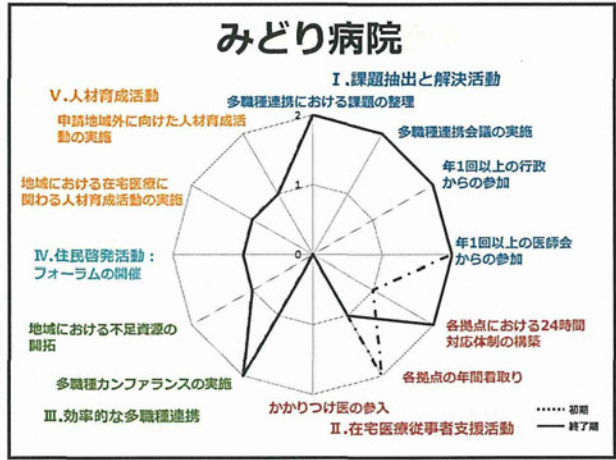 みどり病院
Ⅰ.課題抽出と解決活動
多職種連携における課題の整理
多職種連携会議の実施
年1回以上の行政
からの参加
年1回以上の医師会
からの参加
各拠点における24時間
対応体制の構築
各拠点の年間看取り
かかりつけ医の参入
Ⅱ.在宅医療従事者支援活動
Ⅲ.効率的な多職種連携
多職種カンファランスの実施
地域における不足資源の
開拓
Ⅳ.住民啓発活動：
フォーラムの開催
地域における在宅医療に
関わる人材育成活動の実施
Ⅴ.人材育成活動
申請地域外に向けた人材育成活
動の実施
2
1
0
初期
終了期